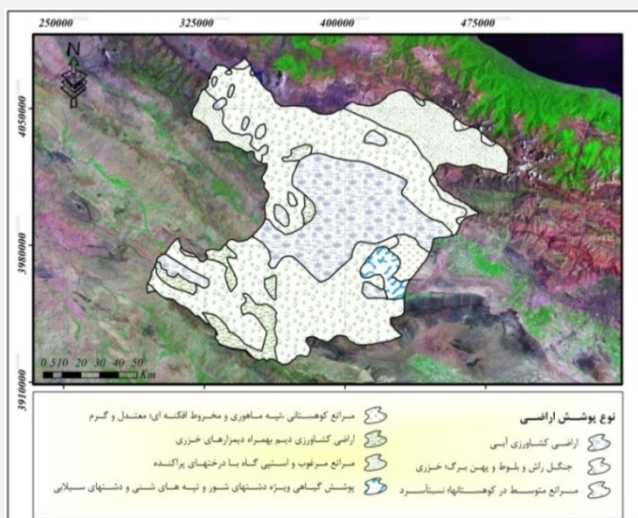 250000 325000 400000 475000
N
4050000
3980000
3910000
0 5 10 20 30 40 50
Km
نوع پوشش اراضی
اراضی کشاورزی آبی
جنگل راش و بلوط و پهن برگ؛ خزری
مراتع متوسط در کوهستانها؛ نسبتأسرد
مراتع کوهستانی ،تپه ماهوری و مخروط افکنه ای؛ معتدل و گرم
اراضی کشاورزی دیم بهمراه دیمزارهای خزری
مراتع مرغوب و استپی گاه با درختهای پراکنده
پوشش گیاهی ویژه دشتهای شور و تپه های شنی و دشتهای سیلابی